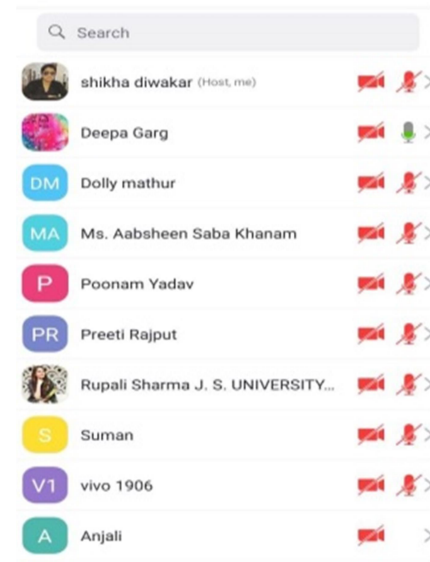 Search
shikha diwakar (Host, me)
Deepa Garg
DM Dolly mathur
MA Ms. Aabsheen Saba Khanam
P Poonam Yadav
PR Preeti Rajput
Rupali Sharma J. S. UNIVERSITY...
S Suman
V1 vivo 1906
A Anjali